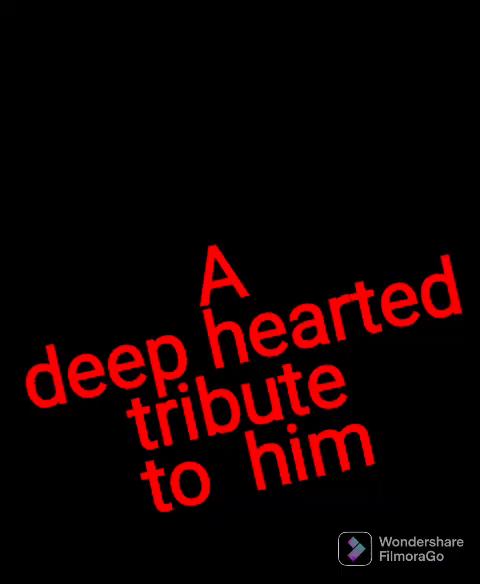 A
deep hearted
tribute
to him
Wondershare
FilmoraGo